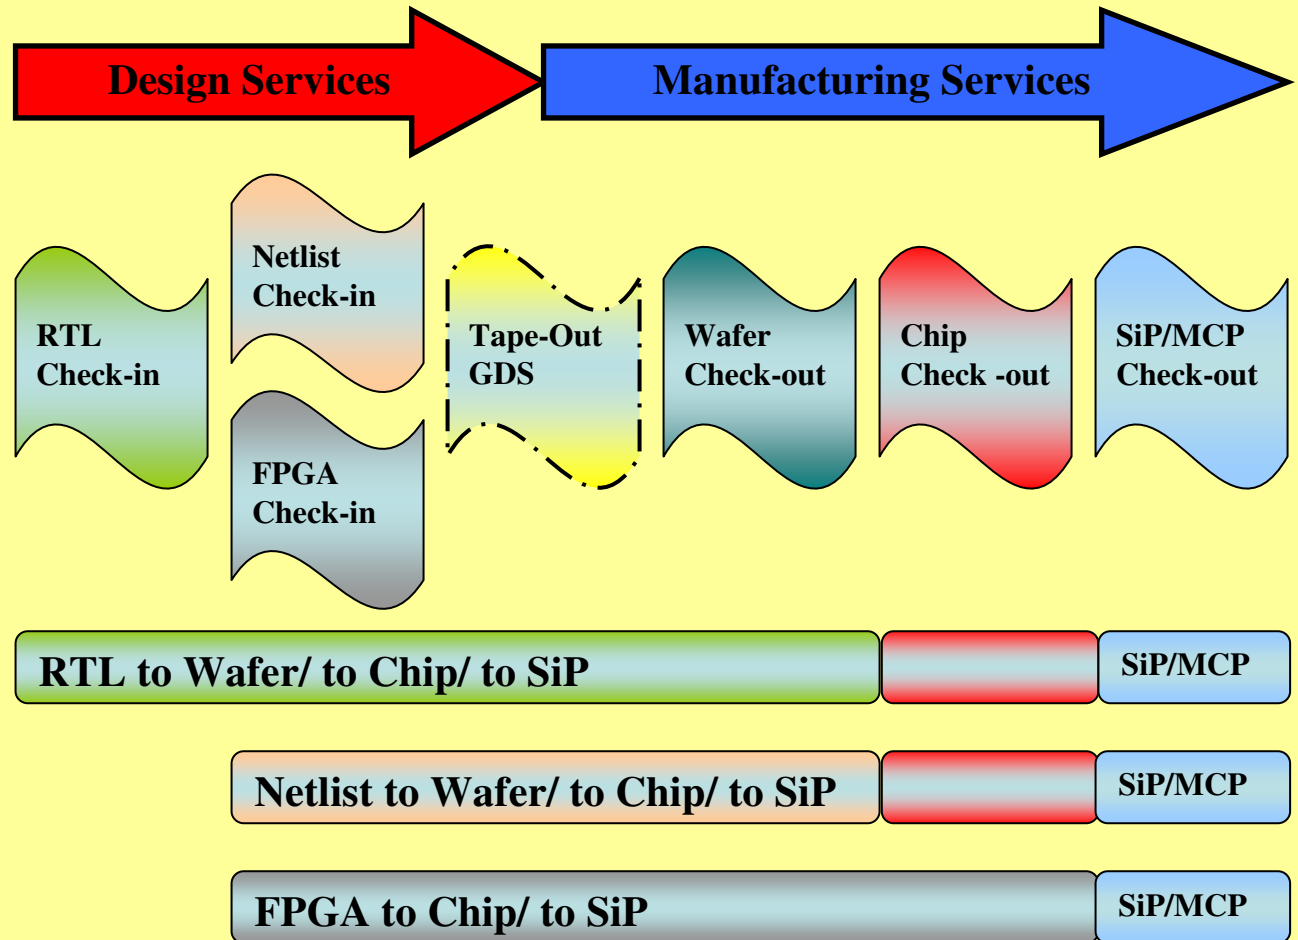 Design Services
Manufacturing Services
RTL
Check-in
Netlist
Check-in
FPGA
Check-in
Tape-Out
GDS
Wafer
Check-out
Chip
Check -out
SiP/MCP
Check-out
RTL to Wafer/ to Chip/ to SiP
SiP/MCP
Netlist to Wafer/ to Chip/ to SiP
SiP/MCP
FPGA to Chip/ to SiP
SiP/MCP